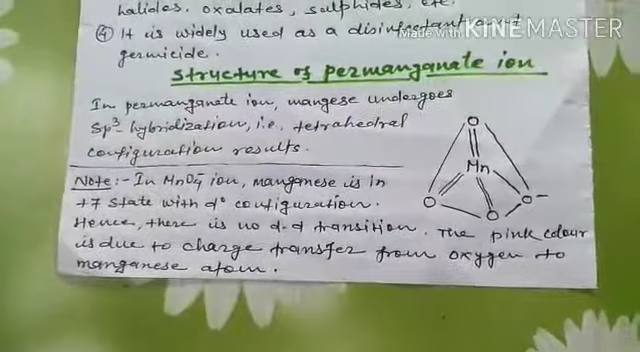 halides. oxalates, sulphides, etc.
④ It is widely used as a disinfectant and
germicide.
Made with KINEMASTER
Structure of permanganate ion
In permanganate ion, mangese undergoes
Sp³- hybridization, i.e., tetrahedral
configuration results.
O
Mn
O O O −
Note:- In MnO₄⁻ ion, manganese is in
+7 state with d⁰ configuration.
Hence, there is no d-d transition. The pink colour
is due to charge transfer from oxygen to
manganese atom.